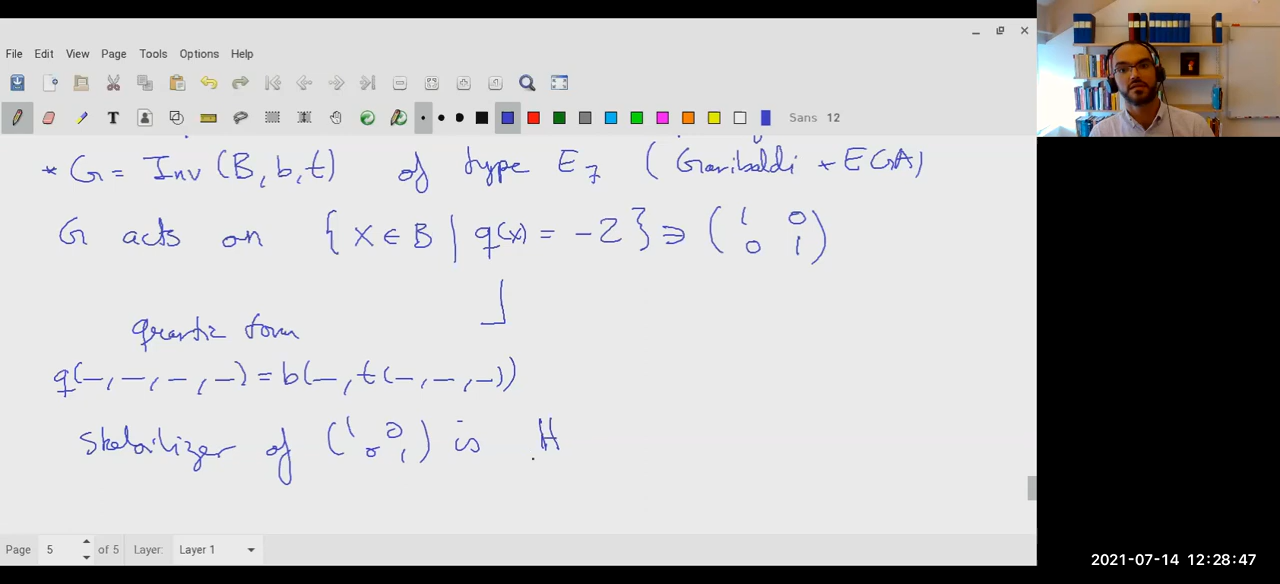 File Edit View Page Tools Options Help
Sans 12
* G = Inv (B, b, t) of type E₇ (Garibaldi + EGA)
G acts on { x ∈ B | q(x) = -2 } ∋ ( 1 0
0 1 )
quartic form
q(-, -, -, -) = b(-, t(-, -, -))
Stabilizer of ( 1 0
0 1 ) is H
Page 5 of 5 Layer: Layer 1
2021-07-14 12:28:47